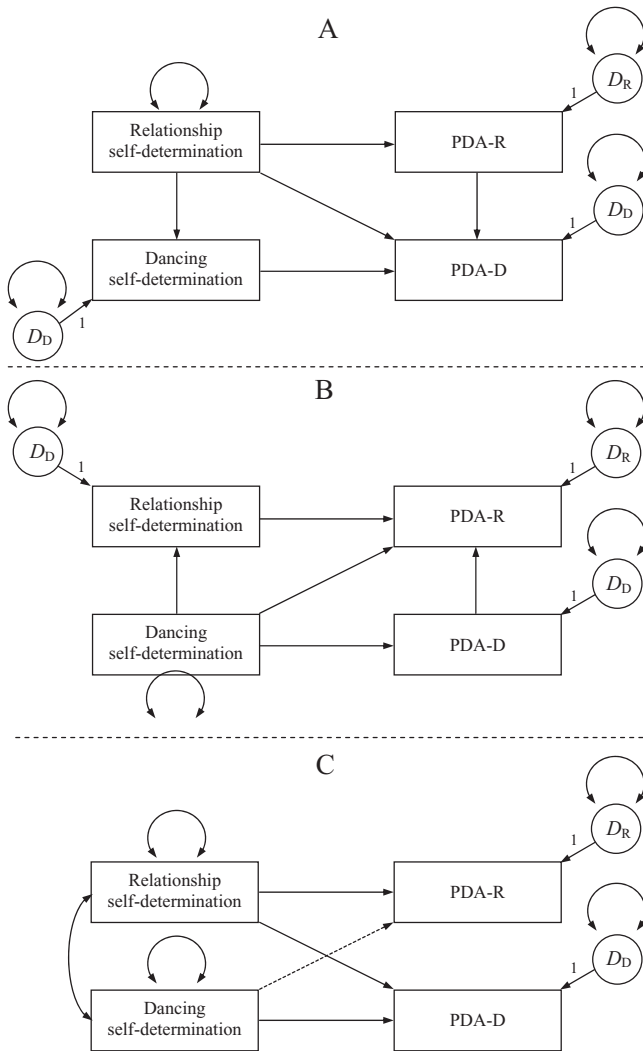 A
D_R
1
Relationship
self-determination
PDA-R
D_D
1
Dancing
self-determination
PDA-D
D_D
1
B
D_D
1
D_R
1
Relationship
self-determination
PDA-R
D_D
1
Dancing
self-determination
PDA-D
C
D_R
1
Relationship
self-determination
PDA-R
D_D
1
Dancing
self-determination
PDA-D